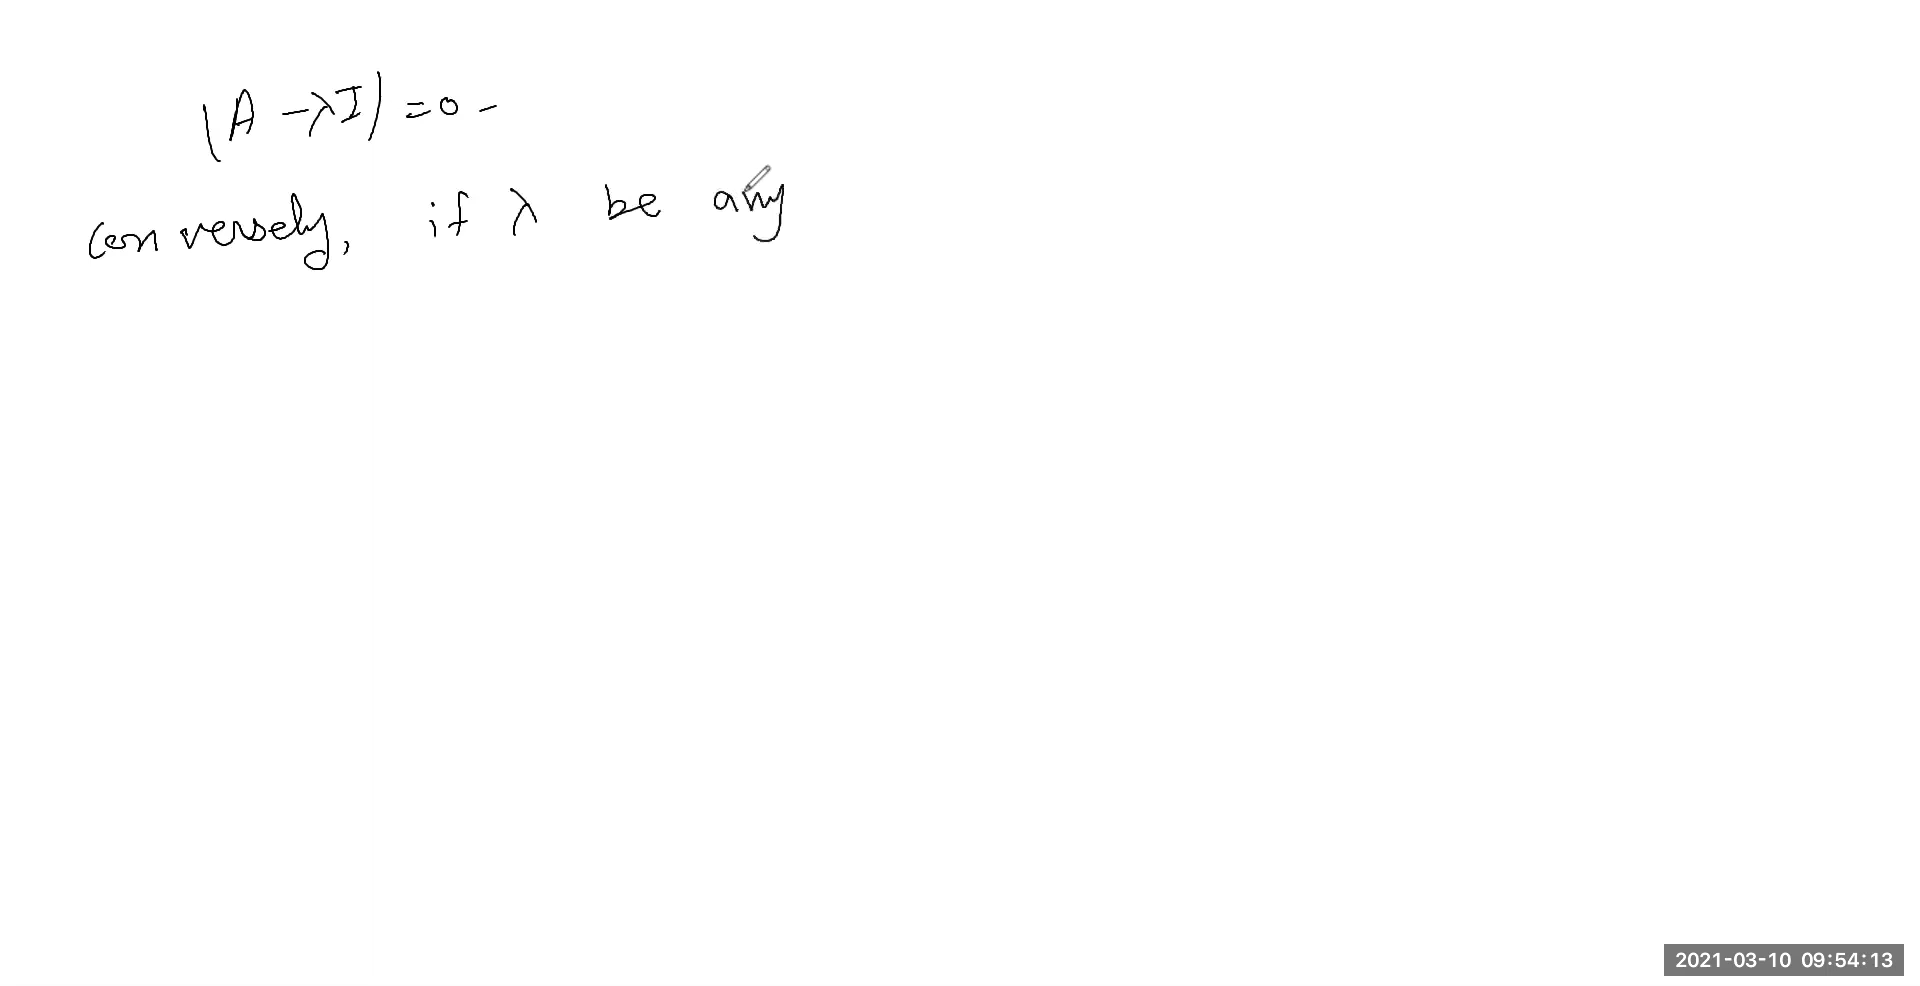 |A - λI| = 0 -
conversely, if λ be any
2021-03-10 09:54:13